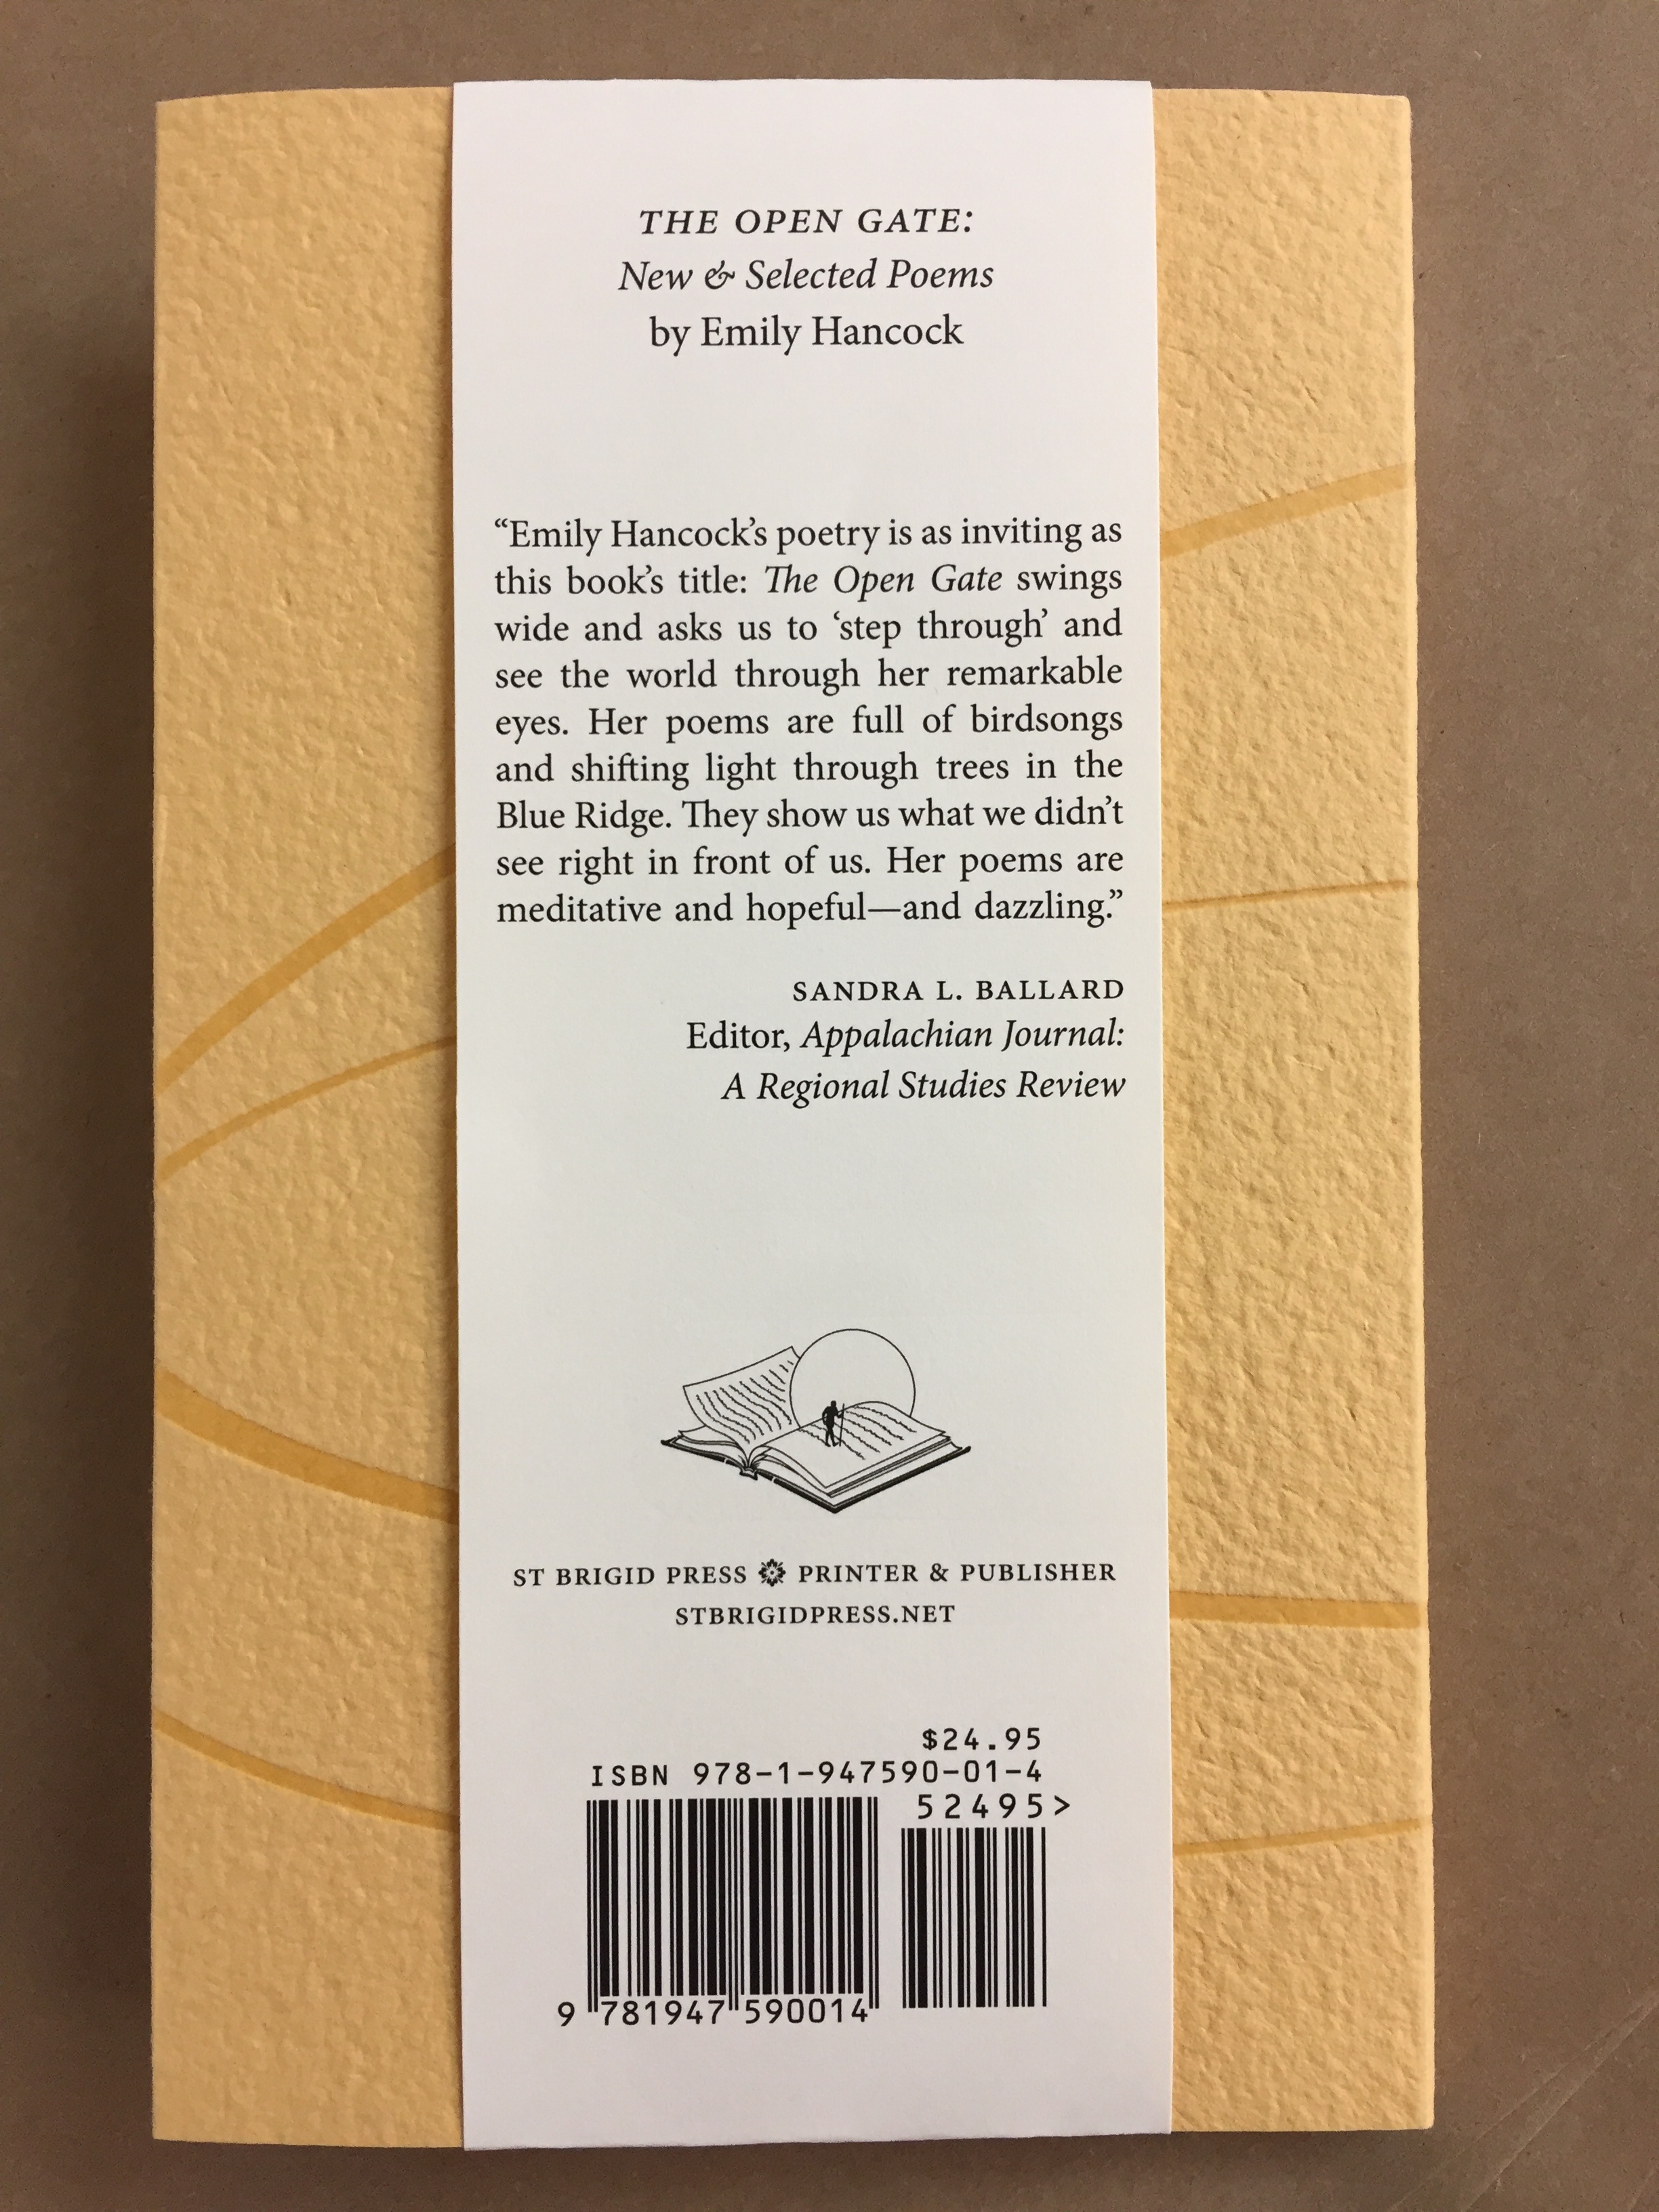 THE OPEN GATE:
New & Selected Poems
by Emily Hancock
“Emily Hancock’s poetry is as inviting as
this book’s title: The Open Gate swings
wide and asks us to ‘step through’ and
see the world through her remarkable
eyes. Her poems are full of birdsongs
and shifting light through trees in the
Blue Ridge. They show us what we didn’t
see right in front of us. Her poems are
meditative and hopeful—and dazzling.”
SANDRA L. BALLARD
Editor, Appalachian Journal:
A Regional Studies Review
ST BRIGID PRESS PRINTER & PUBLISHER
STBRIGIDPRESS.NET
$24.95
ISBN 978-1-947590-01-4
52495>
9 781947 590014